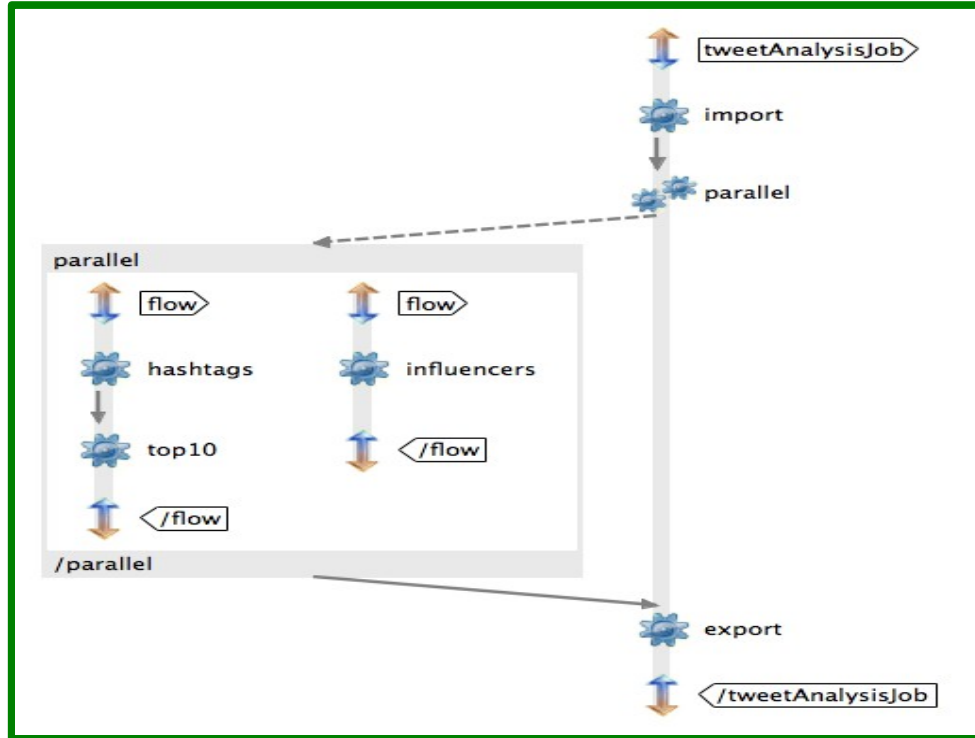 tweetAnalysisJob
import
parallel
parallel
flow
flow
hashtags
influencers
top10
/flow
/flow
/parallel
export
/tweetAnalysisJob